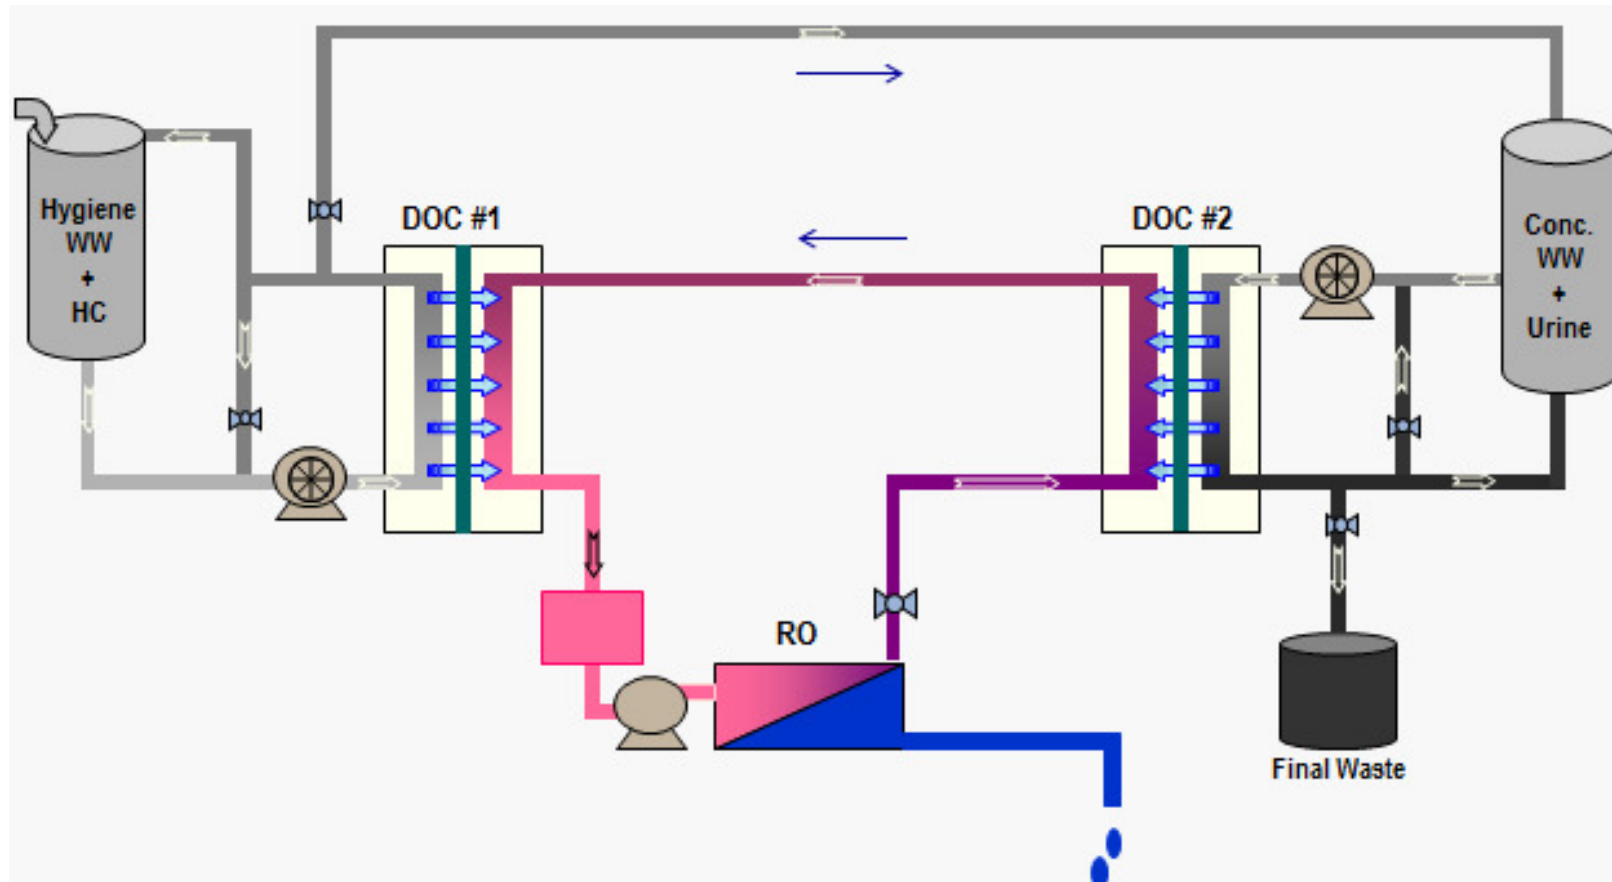 DOC #1
DOC #2
Hygiene
WW
+
HC
Conc.
WW
+
Urine
RO
Final Waste